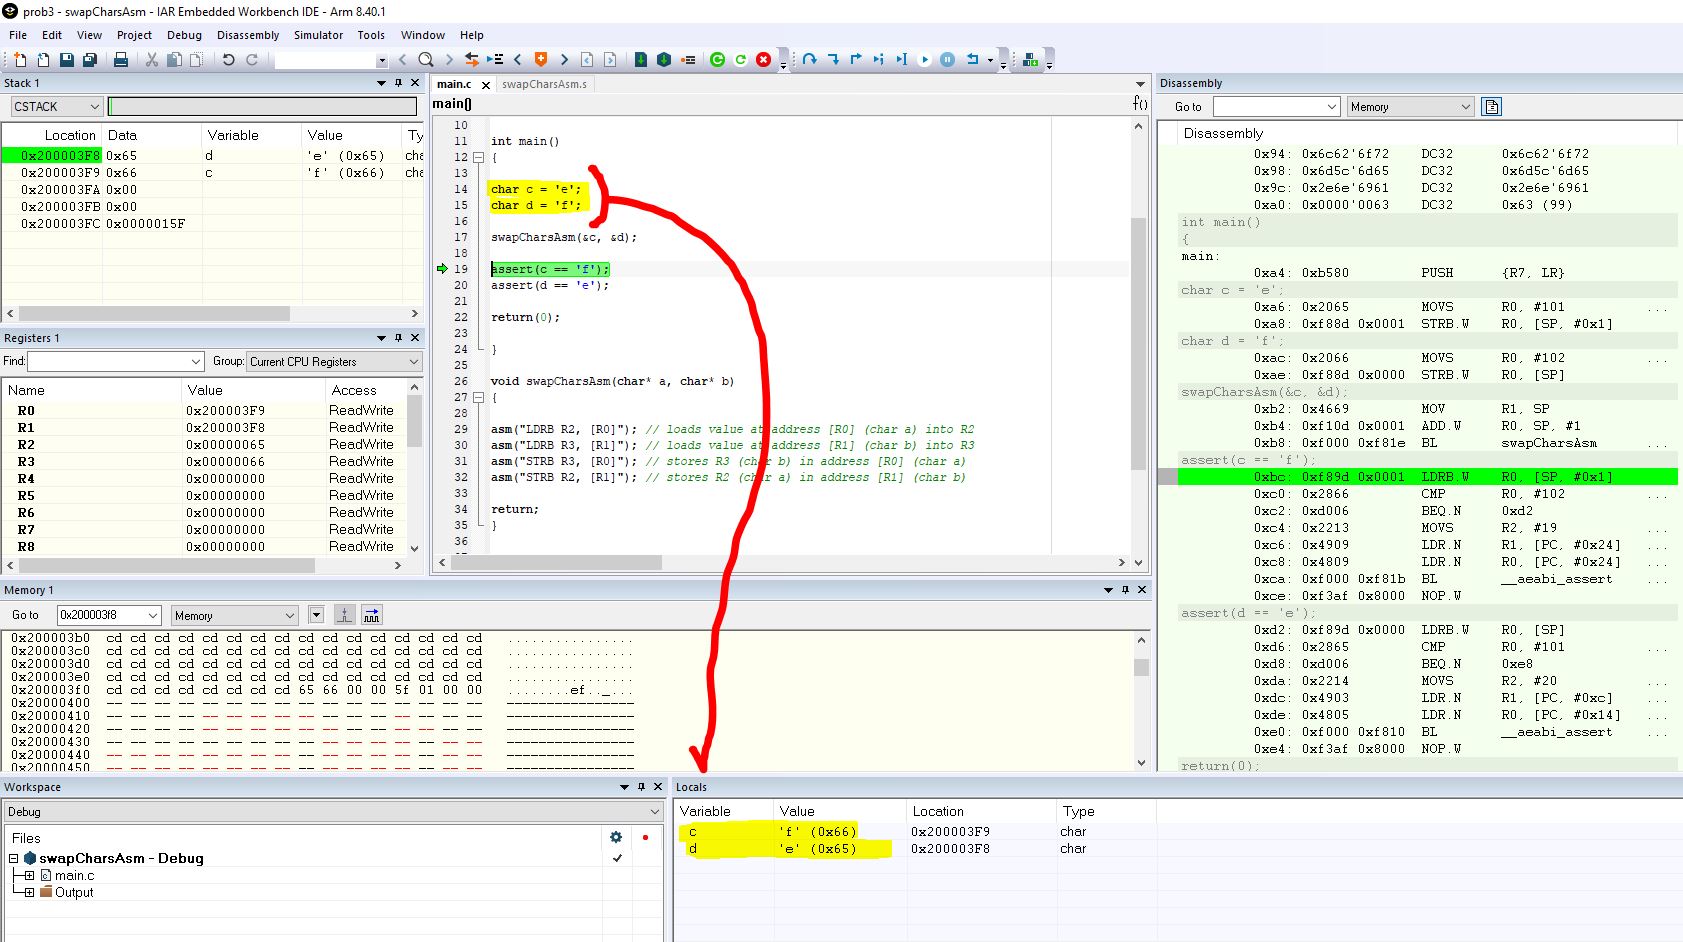 prob3 - swapCharsAsm - IAR Embedded Workbench IDE - Arm 8.40.1
File Edit View Project Debug Disassembly Simulator Tools Window Help
Stack 1
CSTACK
Location Data Variable Value Ty
0x200003F8 0x65 d 'e' (0x65) cha
0x200003F9 0x66 c 'f' (0x66) cha
0x200003FA 0x00
0x200003FB 0x00
0x200003FC 0x0000015F
Registers 1
Find: Group: Current CPU Registers
Name Value Access
R0 0x200003F9 ReadWrite
R1 0x200003F8 ReadWrite
R2 0x00000065 ReadWrite
R3 0x00000066 ReadWrite
R4 0x00000000 ReadWrite
R5 0x00000000 ReadWrite
R6 0x00000000 ReadWrite
R7 0x00000000 ReadWrite
R8 0x00000000 ReadWrite
main.c swapCharsAsm.s
main() f()
10
11 int main()
12 {
13
14 char c = 'e';
15 char d = 'f';
16
17 swapCharsAsm(&c, &d);
18
19 assert(c == 'f');
20 assert(d == 'e');
21
22 return(0);
23
24 }
25
26 void swapCharsAsm(char* a, char* b)
27 {
28
29 asm("LDRB R2, [R0]"); // loads value at address [R0] (char a) into R2
30 asm("LDRB R3, [R1]"); // loads value at address [R1] (char b) into R3
31 asm("STRB R3, [R0]"); // stores R3 (char b) in address [R0] (char a)
32 asm("STRB R2, [R1]"); // stores R2 (char a) in address [R1] (char b)
33
34 return;
35 }
36
Disassembly
Go to Memory
Disassembly
0x94: 0x6c62'6f72 DC32 0x6c62'6f72
0x98: 0x6d5c'6d65 DC32 0x6d5c'6d65
0x9c: 0x2e6e'6961 DC32 0x2e6e'6961
0xa0: 0x0000'0063 DC32 0x63 (99)
int main()
{
main:
0xa4: 0xb580 PUSH {R7, LR}
char c = 'e';
0xa6: 0x2065 MOVS R0, #101 ...
0xa8: 0xf88d 0x0001 STRB.W R0, [SP, #0x1]
char d = 'f';
0xac: 0x2066 MOVS R0, #102 ...
0xae: 0xf88d 0x0000 STRB.W R0, [SP]
swapCharsAsm(&c, &d);
0xb2: 0x4669 MOV R1, SP
0xb4: 0xf10d 0x0001 ADD.W R0, SP, #1
0xb8: 0xf000 0xf81e BL swapCharsAsm ...
assert(c == 'f');
0xbc: 0xf89d 0x0001 LDRB.W R0, [SP, #0x1]
0xc0: 0x2866 CMP R0, #102 ...
0xc2: 0xd006 BEQ.N 0xd2
0xc4: 0x2213 MOVS R2, #19 ...
0xc6: 0x4909 LDR.N R1, [PC, #0x24] ...
0xc8: 0x4809 LDR.N R0, [PC, #0x24] ...
0xca: 0xf000 0xf81b BL __aeabi_assert ...
0xce: 0xf3af 0x8000 NOP.W
assert(d == 'e');
0xd2: 0xf89d 0x0000 LDRB.W R0, [SP]
0xd6: 0x2865 CMP R0, #101 ...
0xd8: 0xd006 BEQ.N 0xe8
0xda: 0x2214 MOVS R2, #20 ...
0xdc: 0x4903 LDR.N R1, [PC, #0xc] ...
0xde: 0x4805 LDR.N R0, [PC, #0x14] ...
0xe0: 0xf000 0xf810 BL __aeabi_assert ...
0xe4: 0xf3af 0x8000 NOP.W
return(0);
Memory 1
Go to 0x200003f8 Memory
0x200003b0 cd cd cd cd cd cd cd cd cd cd cd cd cd cd cd cd ................
0x200003c0 cd cd cd cd cd cd cd cd cd cd cd cd cd cd cd cd ................
0x200003d0 cd cd cd cd cd cd cd cd cd cd cd cd cd cd cd cd ................
0x200003e0 cd cd cd cd cd cd cd cd cd cd cd cd cd cd cd cd ................
0x200003f0 cd cd cd cd cd cd cd cd 65 66 00 00 5f 01 00 00 ........ef.._...
0x20000400 -- -- -- -- -- -- -- -- -- -- -- -- -- -- -- -- ----------------
0x20000410 -- -- -- -- -- -- -- -- -- -- -- -- -- -- -- -- ----------------
0x20000420 -- -- -- -- -- -- -- -- -- -- -- -- -- -- -- -- ----------------
0x20000430 -- -- -- -- -- -- -- -- -- -- -- -- -- -- -- -- ----------------
0x20000440 -- -- -- -- -- -- -- -- -- -- -- -- -- -- -- -- ----------------
0x20000450 -- -- -- -- -- -- -- -- -- -- -- -- -- -- -- -- ----------------
Workspace
Debug
Files
swapCharsAsm - Debug
main.c
Output
Locals
Variable Value Location Type
c 'f' (0x66) 0x200003F9 char
d 'e' (0x65) 0x200003F8 char